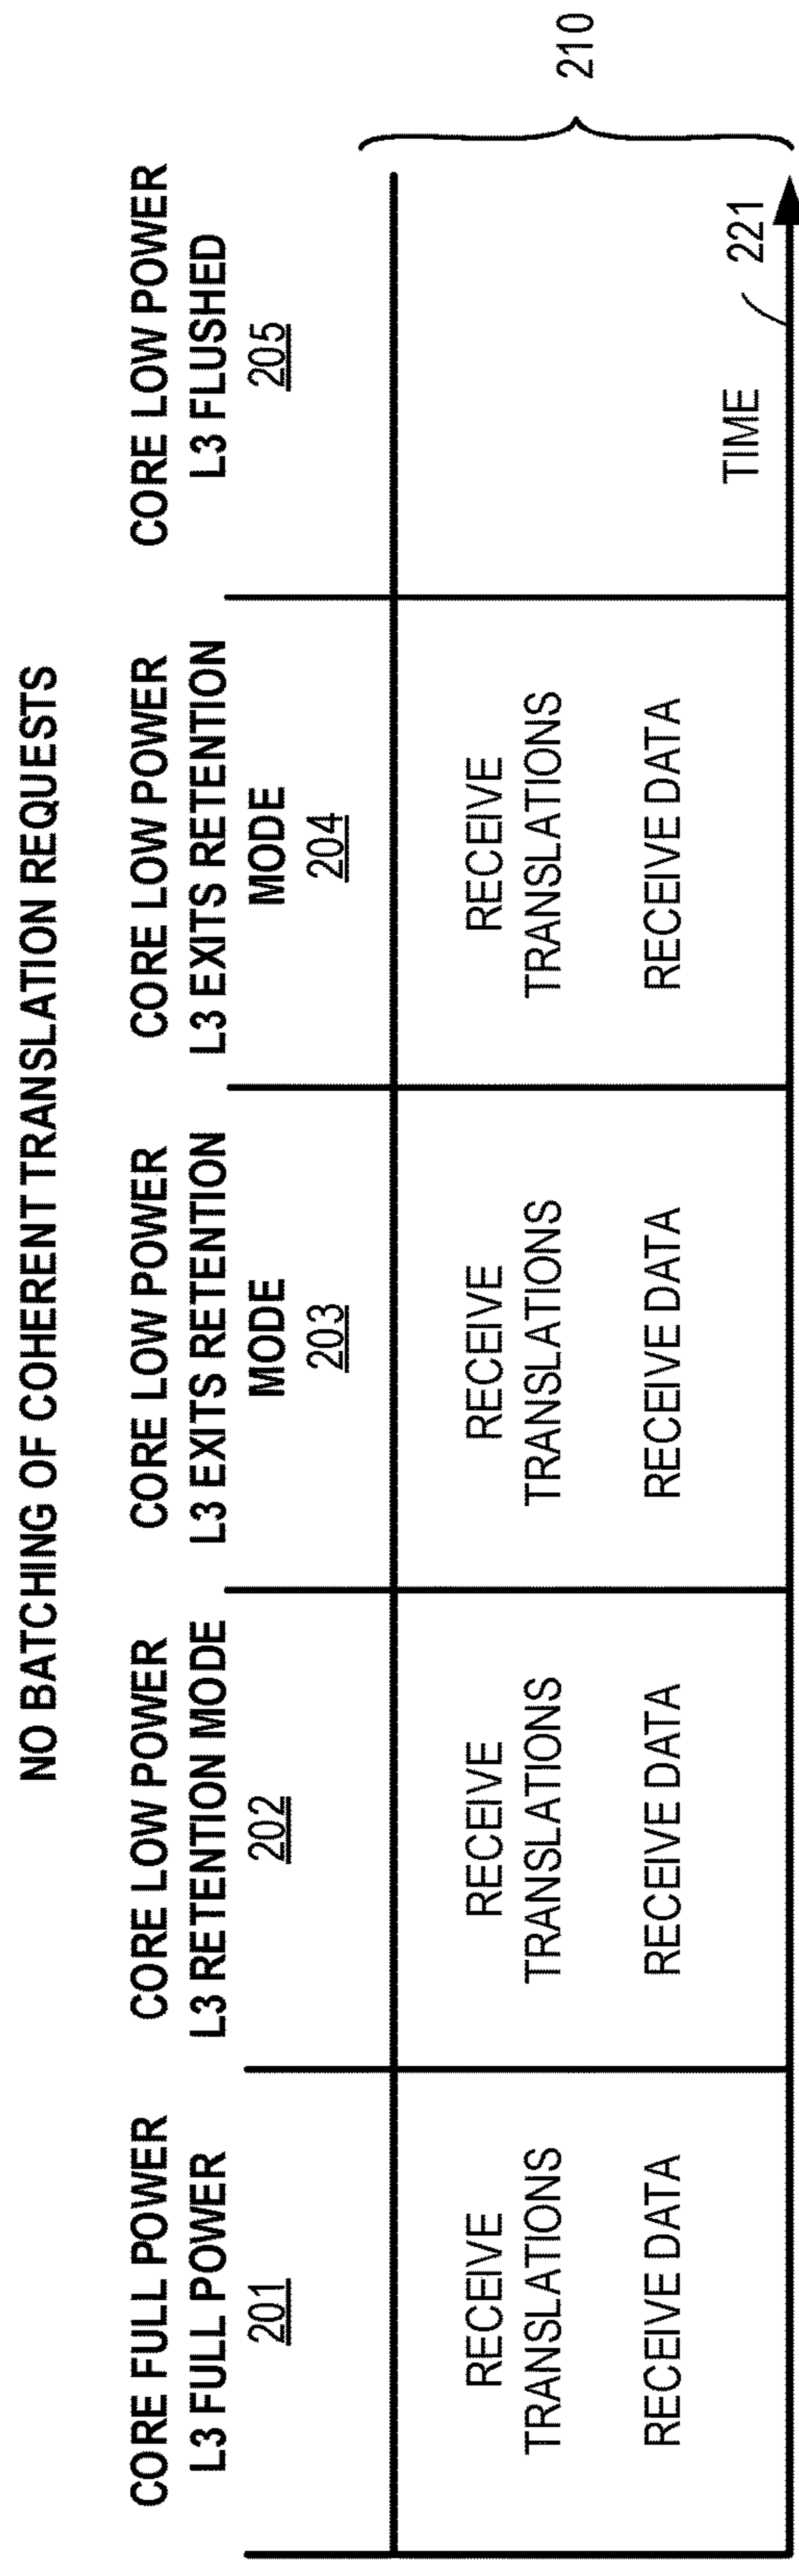 NO BATCHING OF COHERENT TRANSLATION REQUESTS
CORE FULL POWER
L3 FULL POWER
201
CORE LOW POWER
L3 RETENTION MODE
202
CORE LOW POWER
L3 EXITS RETENTION
MODE
203
CORE LOW POWER
L3 EXITS RETENTION
MODE
204
CORE LOW POWER
L3 FLUSHED
205
RECEIVE
TRANSLATIONS
RECEIVE DATA
RECEIVE
TRANSLATIONS
RECEIVE DATA
RECEIVE
TRANSLATIONS
RECEIVE DATA
RECEIVE
TRANSLATIONS
RECEIVE DATA
210
TIME
221